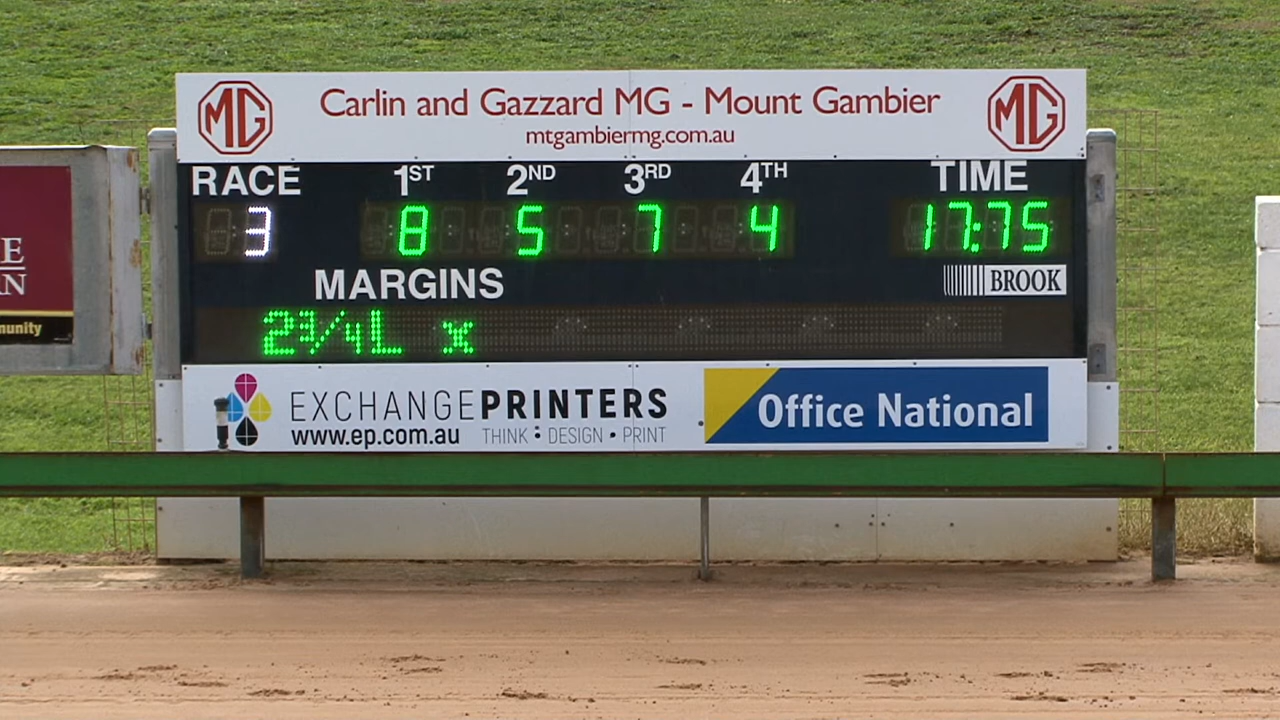 MG Carlin and Gazzard MG - Mount Gambier MG
mtgambiermg.com.au
RACE 1ST 2ND 3RD 4TH TIME
3 8 5 7 4 17:75
MARGINS
BROOK
2¾L x
E
AN
munity
EXCHANGEPRINTERS
www.ep.com.au THINK : DESIGN • PRINT
Office National